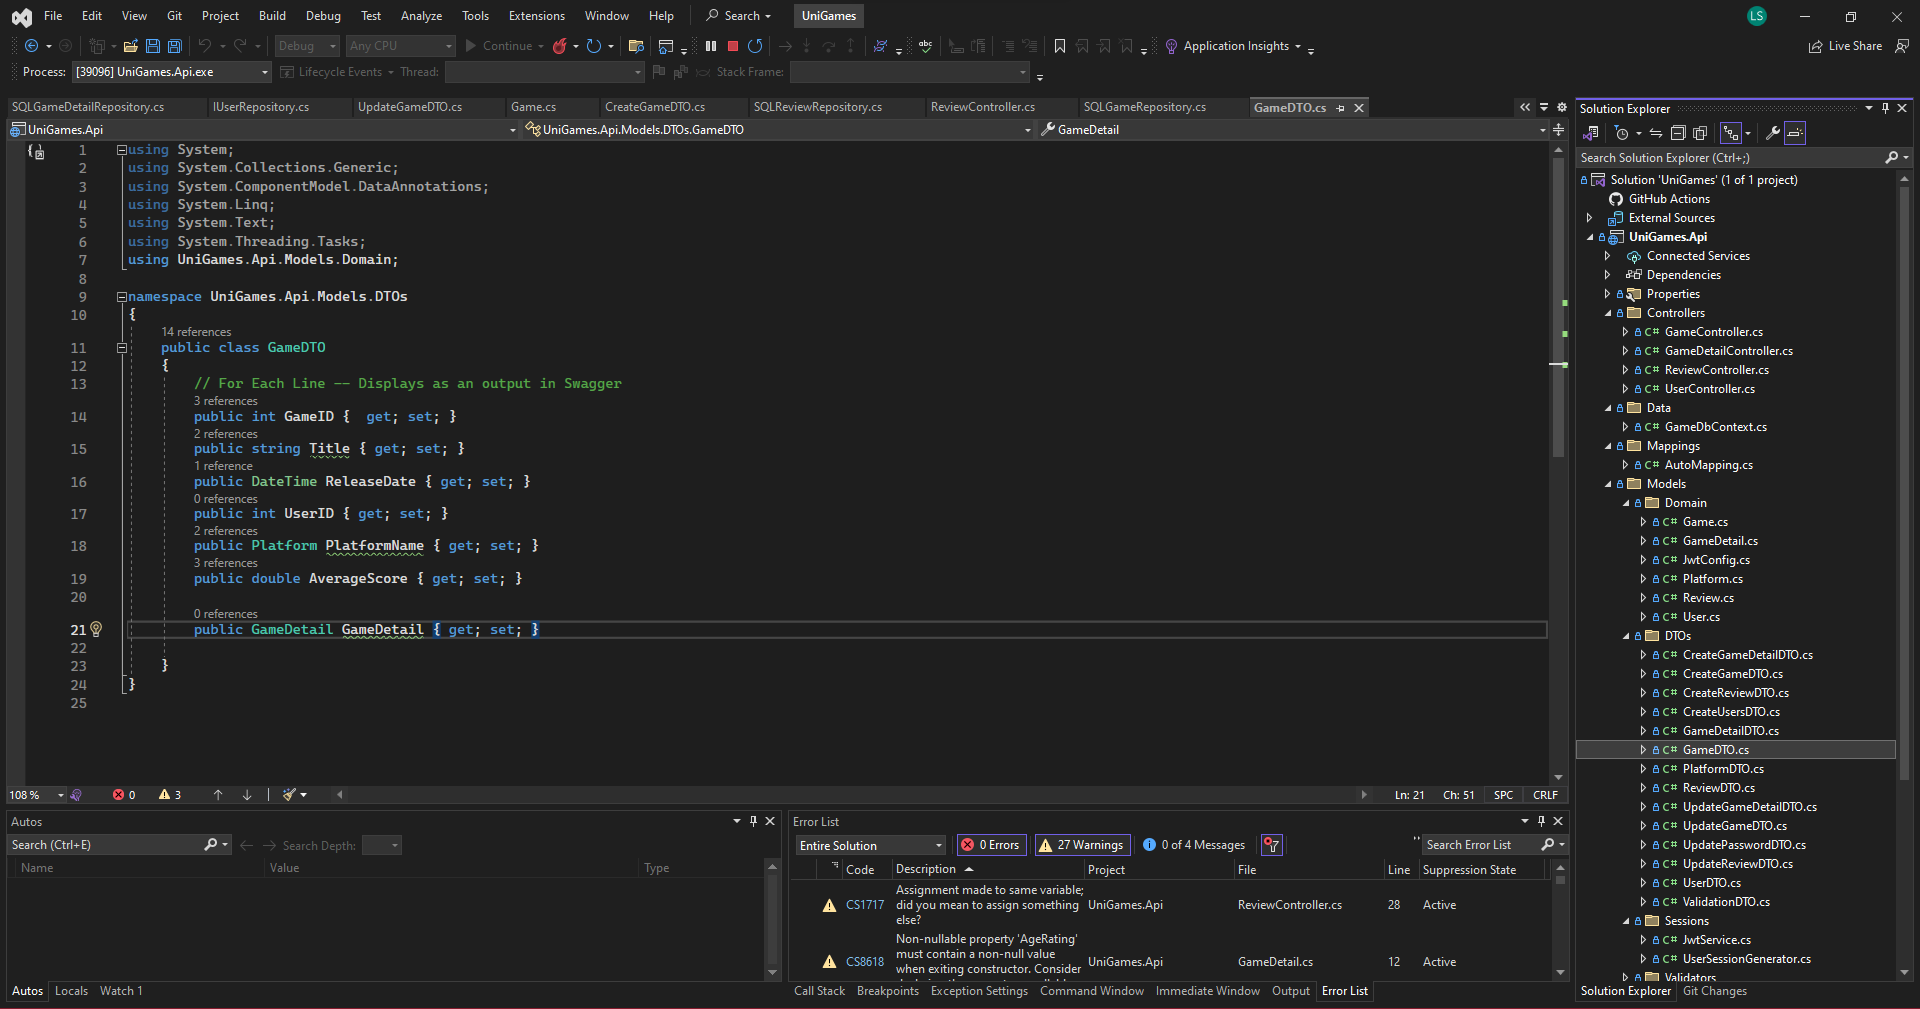 File Edit View Git Project Build Debug Test Analyze Tools Extensions Window Help Search UniGames LS
Debug Any CPU Continue Application Insights Live Share
Process: [39096] UniGames.Api.exe Lifecycle Events Thread: Stack Frame:
SQLGameDetailRepository.cs IUserRepository.cs UpdateGameDTO.cs Game.cs CreateGameDTO.cs SQLReviewRepository.cs ReviewController.cs SQLGameRepository.cs GameDTO.cs
UniGames.Api UniGames.Api.Models.DTOs.GameDTO GameDetail
1 using System;
2 using System.Collections.Generic;
3 using System.ComponentModel.DataAnnotations;
4 using System.Linq;
5 using System.Text;
6 using System.Threading.Tasks;
7 using UniGames.Api.Models.Domain;
8
9 namespace UniGames.Api.Models.DTOs
10 {
14 references
11 public class GameDTO
12 {
13 // For Each Line -- Displays as an output in Swagger
3 references
14 public int GameID {  get; set; }
2 references
15 public string Title { get; set; }
1 reference
16 public DateTime ReleaseDate { get; set; }
0 references
17 public int UserID { get; set; }
2 references
18 public Platform PlatformName { get; set; }
3 references
19 public double AverageScore { get; set; }
20
0 references
21 public GameDetail GameDetail { get; set; }
22
23 }
24 }
25
108 % 0 3 Ln: 21 Ch: 51 SPC CRLF
Autos
Search (Ctrl+E) Search Depth:
Name Value Type
Autos Locals Watch 1
Error List
Entire Solution 0 Errors 27 Warnings 0 of 4 Messages Search Error List
Code Description Project File Line Suppression State
CS1717 Assignment made to same variable; did you mean to assign something else? UniGames.Api ReviewController.cs 28 Active
CS8618 Non-nullable property 'AgeRating' must contain a non-null value when exiting constructor. Consider UniGames.Api GameDetail.cs 12 Active
Call Stack Breakpoints Exception Settings Command Window Immediate Window Output Error List
Solution Explorer
Search Solution Explorer (Ctrl+;)
Solution 'UniGames' (1 of 1 project)
GitHub Actions
External Sources
UniGames.Api
Connected Services
Dependencies
Properties
Controllers
C# GameController.cs
C# GameDetailController.cs
C# ReviewController.cs
C# UserController.cs
Data
C# GameDbContext.cs
Mappings
C# AutoMapping.cs
Models
Domain
C# Game.cs
C# GameDetail.cs
C# JwtConfig.cs
C# Platform.cs
C# Review.cs
C# User.cs
DTOs
C# CreateGameDetailDTO.cs
C# CreateGameDTO.cs
C# CreateReviewDTO.cs
C# CreateUsersDTO.cs
C# GameDetailDTO.cs
C# GameDTO.cs
C# PlatformDTO.cs
C# ReviewDTO.cs
C# UpdateGameDetailDTO.cs
C# UpdateGameDTO.cs
C# UpdatePasswordDTO.cs
C# UpdateReviewDTO.cs
C# UserDTO.cs
C# ValidationDTO.cs
Sessions
C# JwtService.cs
C# UserSessionGenerator.cs
Validators
Solution Explorer Git Changes